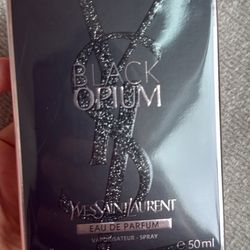 BLACK
OPIUM
YVESSAINTLAURENT
EAU DE PARFUM
VAPORISATEUR - SPRAY
e 50ml